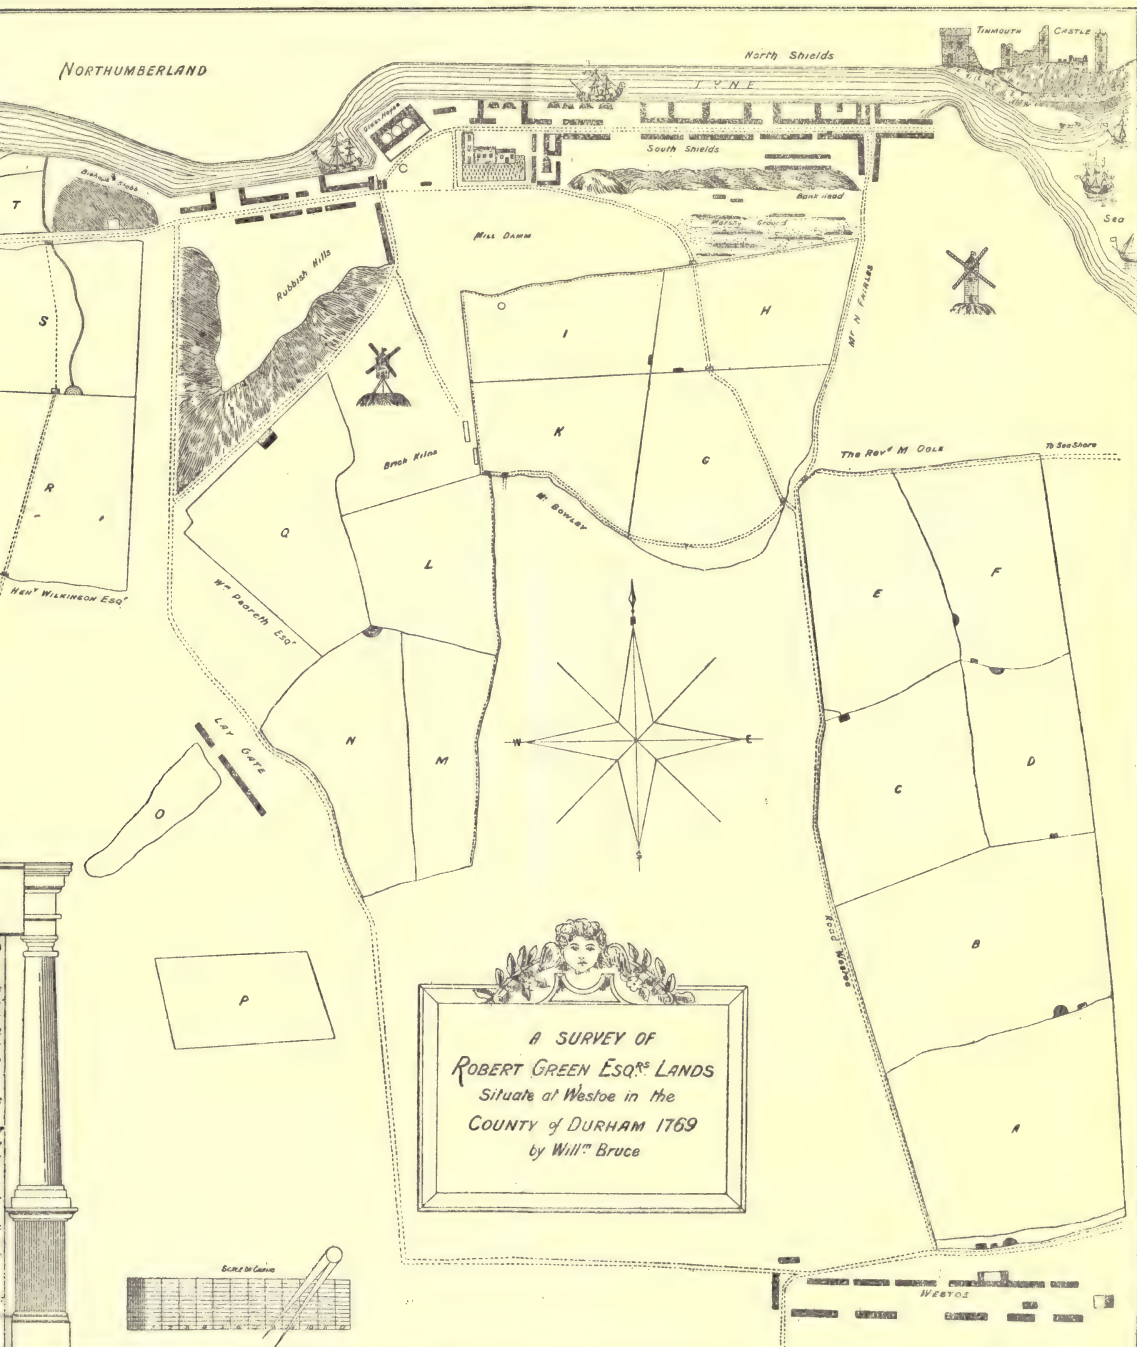 NORTHUMBERLAND
North Shields
TINMOUTH CASTLE
TYNE
Glass House
South Shields
Bank Head
Marshy Ground
Mill Damm
Rubbish Hills
Sea
T
S
R
Henʸ Wilkinson Esqʳ
Mʳ N Fairles
H
I
K
G
Brick Kilns
Mʳ Bowley
The Revᵈ M Ogle
To Sea Shore
Q
L
Wᵐ Peareth Esqʳ
E
F
N
M
W
E
S
LAY GATE
C
D
O
B
Road Westoe
P
A
A SURVEY OF
ROBERT GREEN ESQᴿˢ LANDS
Situate at Westoe in the
COUNTY of DURHAM 1769
by Willᵐ Bruce
Scale of Chains
WESTOE